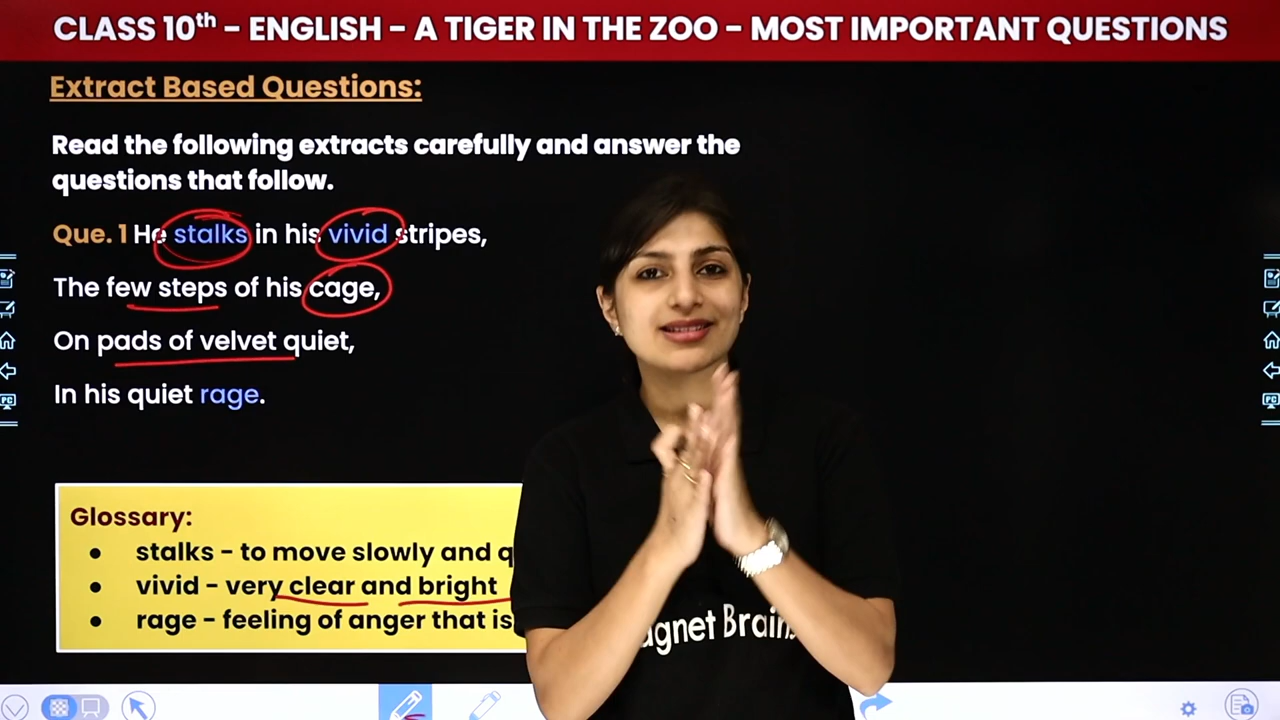 CLASS 10th - ENGLISH - A TIGER IN THE ZOO - MOST IMPORTANT QUESTIONS
Extract Based Questions:
Read the following extracts carefully and answer the
questions that follow.
Que. 1 He stalks in his vivid stripes,
The few steps of his cage,
On pads of velvet quiet,
In his quiet rage.
Glossary:
● stalks - to move slowly and q
● vivid - very clear and bright
● rage - feeling of anger that is
agnet Brain